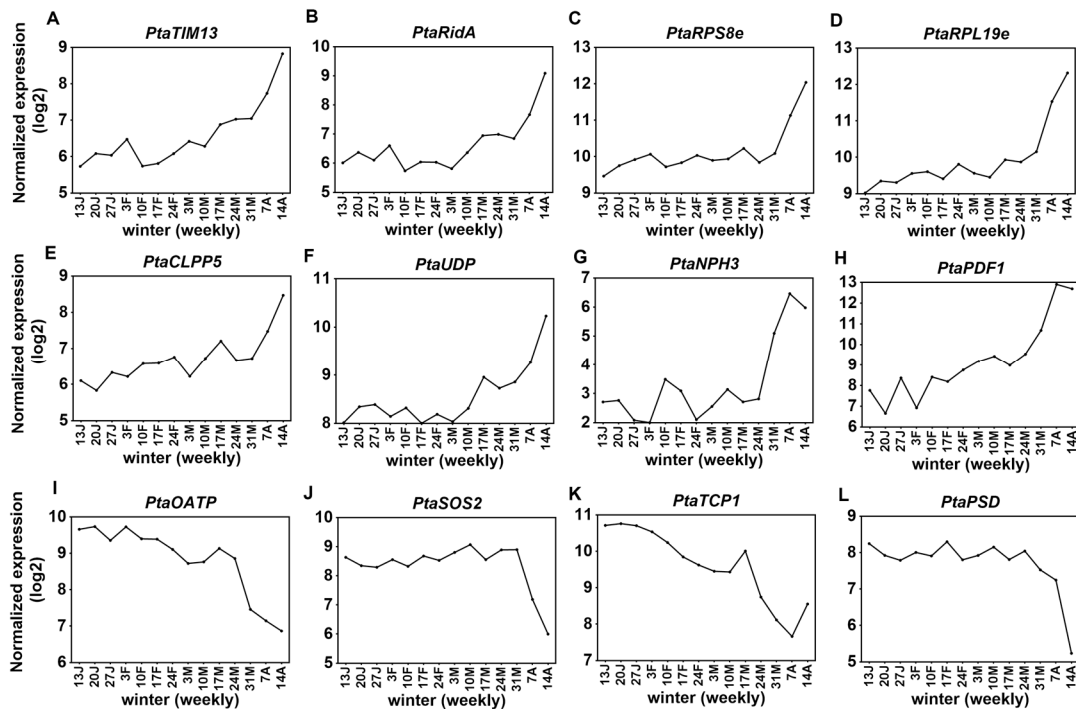 A PtaTIM13
Normalized expression
(log2)
9
8
7
6
5
13J 20J 27J 3F 10F 17F 24F 3M 10M 17M 24M 31M 7A 14A
winter (weekly)
B PtaRidA
10
9
8
7
6
5
13J 20J 27J 3F 10F 17F 24F 3M 10M 17M 24M 31M 7A 14A
winter (weekly)
C PtaRPS8e
13
12
11
10
9
13J 20J 27J 3F 10F 17F 24F 3M 10M 17M 24M 31M 7A 14A
winter (weekly)
D PtaRPL19e
13
12
11
10
9
13J 20J 27J 3F 10F 17F 24F 3M 10M 17M 24M 31M 7A 14A
winter (weekly)
E PtaCLPP5
Normalized expression
(log2)
9
8
7
6
5
13J 20J 27J 3F 10F 17F 24F 3M 10M 17M 24M 31M 7A 14A
winter (weekly)
F PtaUDP
11
10
9
8
13J 20J 27J 3F 10F 17F 24F 3M 10M 17M 24M 31M 7A 14A
winter (weekly)
G PtaNPH3
7
6
5
4
3
2
13J 20J 27J 3F 10F 17F 24F 3M 10M 17M 24M 31M 7A 14A
winter (weekly)
H PtaPDF1
13
12
11
10
9
8
7
6
13J 20J 27J 3F 10F 17F 24F 3M 10M 17M 24M 31M 7A 14A
winter (weekly)
I PtaOATP
Normalized expression
(log2)
10
9
8
7
6
13J 20J 27J 3F 10F 17F 24F 3M 10M 17M 24M 31M 7A 14A
winter (weekly)
J PtaSOS2
10
9
8
7
6
5
13J 20J 27J 3F 10F 17F 24F 3M 10M 17M 24M 31M 7A 14A
winter (weekly)
K PtaTCP1
11
10
9
8
7
13J 20J 27J 3F 10F 17F 24F 3M 10M 17M 24M 31M 7A 14A
winter (weekly)
L PtaPSD
9
8
7
6
5
13J 20J 27J 3F 10F 17F 24F 3M 10M 17M 24M 31M 7A 14A
winter (weekly)